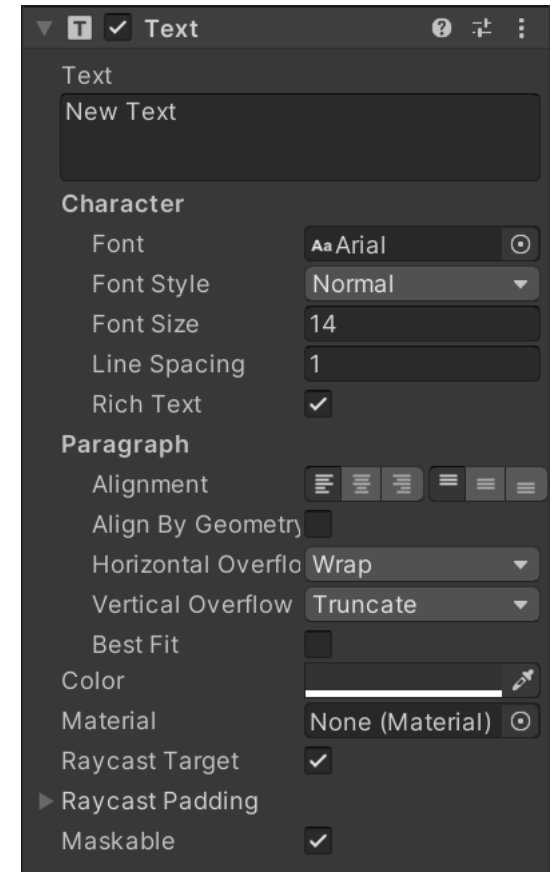 T Text
Text
New Text
Character
Font Aa Arial
Font Style Normal
Font Size 14
Line Spacing 1
Rich Text
Paragraph
Alignment
Align By Geometry
Horizontal Overflo Wrap
Vertical Overflow Truncate
Best Fit
Color
Material None (Material)
Raycast Target
Raycast Padding
Maskable